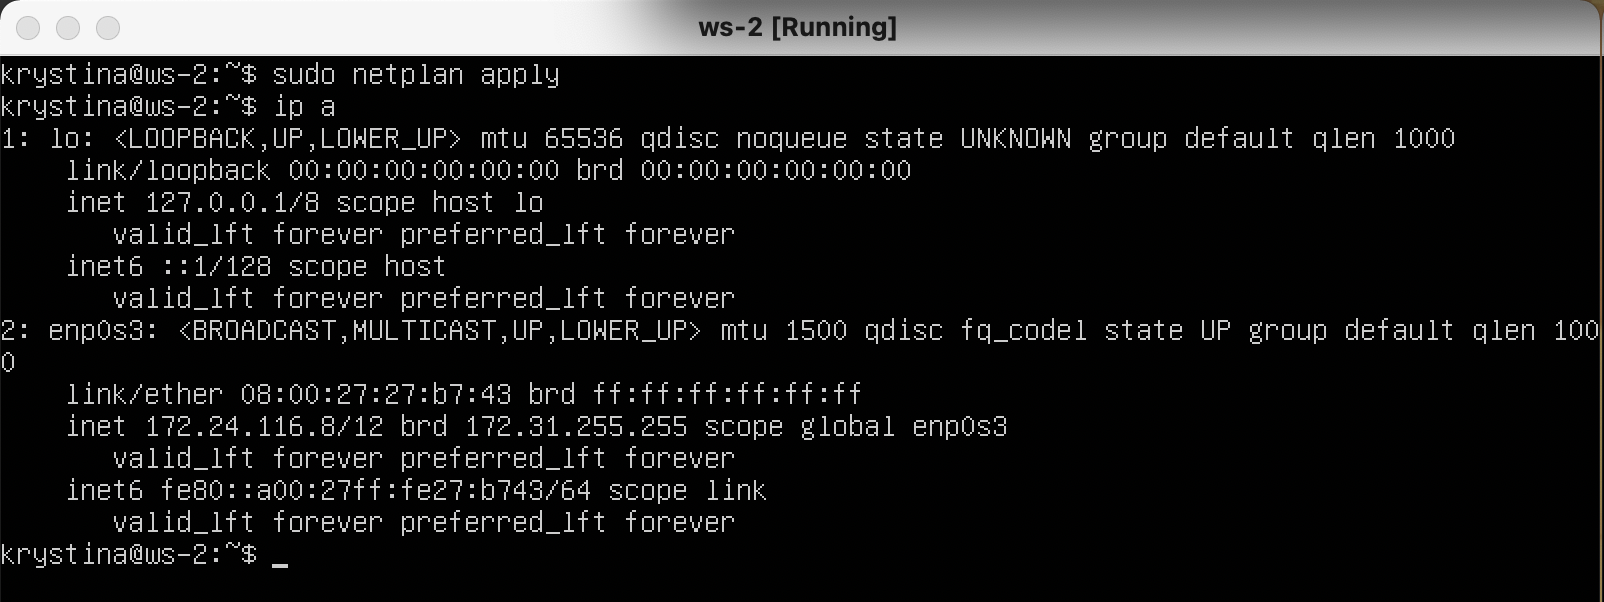 ws-2 [Running]
krystina@ws-2:~$ sudo netplan apply
krystina@ws-2:~$ ip a
1: lo: <LOOPBACK,UP,LOWER_UP> mtu 65536 qdisc noqueue state UNKNOWN group default qlen 1000
    link/loopback 00:00:00:00:00:00 brd 00:00:00:00:00:00
    inet 127.0.0.1/8 scope host lo
       valid_lft forever preferred_lft forever
    inet6 ::1/128 scope host
       valid_lft forever preferred_lft forever
2: enp0s3: <BROADCAST,MULTICAST,UP,LOWER_UP> mtu 1500 qdisc fq_codel state UP group default qlen 100
0
    link/ether 08:00:27:27:b7:43 brd ff:ff:ff:ff:ff:ff
    inet 172.24.116.8/12 brd 172.31.255.255 scope global enp0s3
       valid_lft forever preferred_lft forever
    inet6 fe80::a00:27ff:fe27:b743/64 scope link
       valid_lft forever preferred_lft forever
krystina@ws-2:~$ _